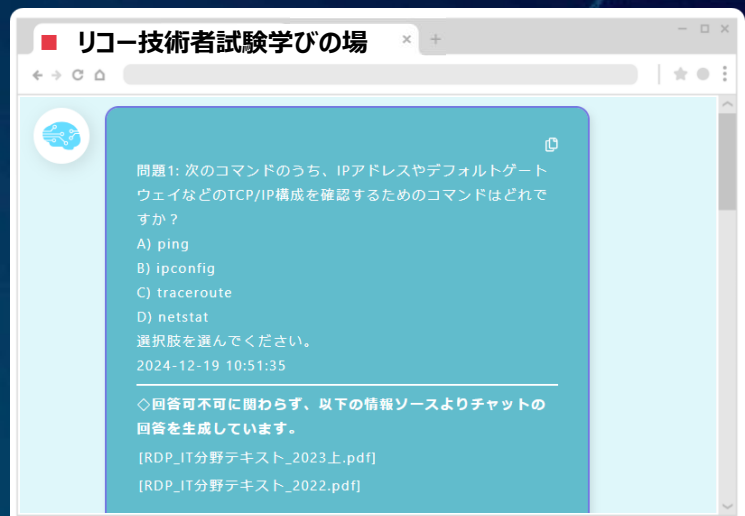 リコー技術者試験学びの場
問題1: 次のコマンドのうち、IPアドレスやデフォルトゲート
ウェイなどのTCP/IP構成を確認するためのコマンドはどれで
すか？
A) ping
B) ipconfig
C) traceroute
D) netstat
選択肢を選んでください。
2024-12-19 10:51:35
◇回答可不可に関わらず、以下の情報ソースよりチャットの
回答を生成しています。
[RDP_IT分野テキスト_2023上.pdf]
[RDP_IT分野テキスト_2022.pdf]